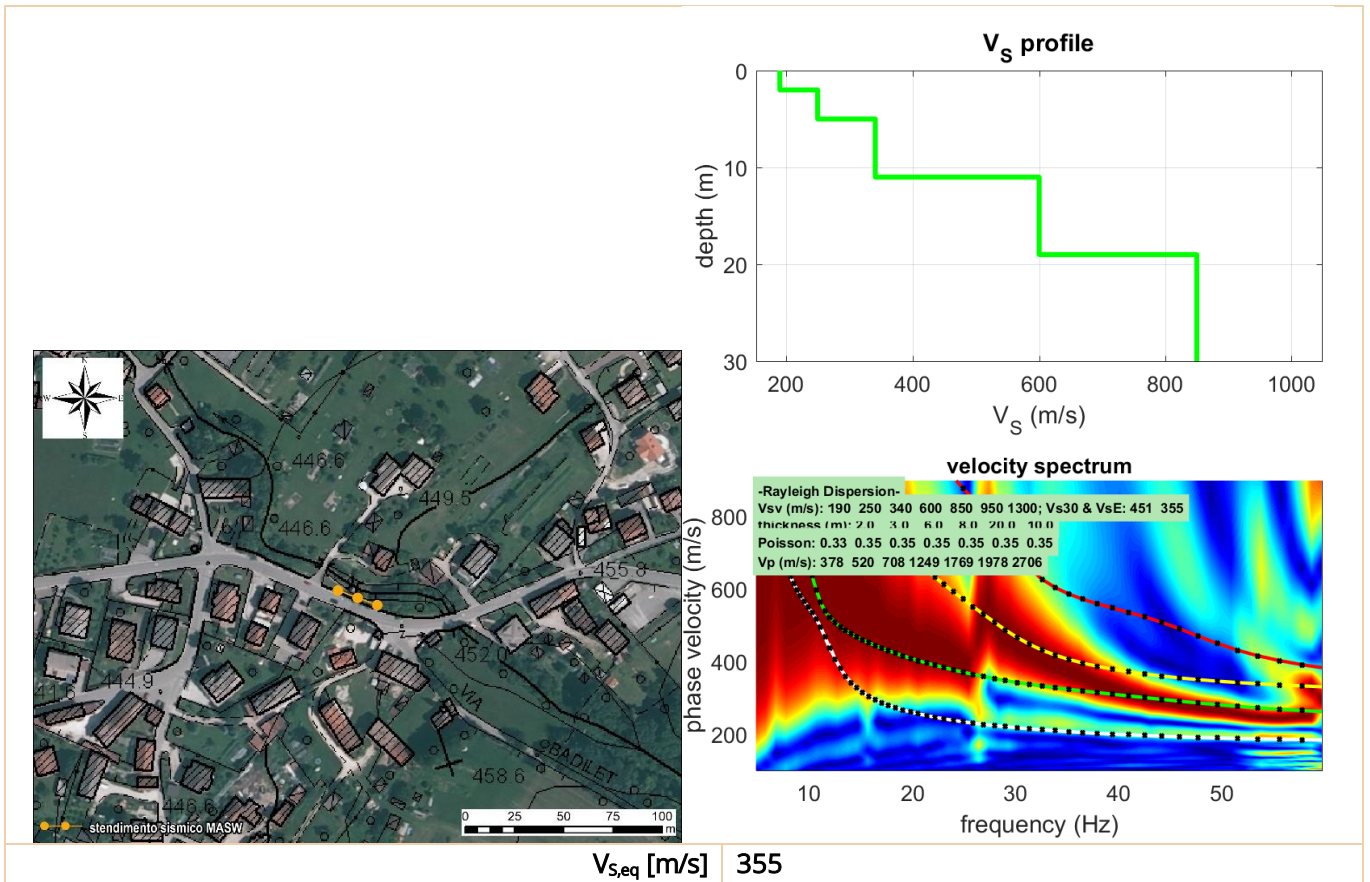 V_S profile
0
10
20
30
depth (m)
200 400 600 800 1000
V_S (m/s)
N
W E
S
446.6
449.5
446.6
455.8
452.0
444.9
VIA
BADILET
458.6
446.6
stendimento sismico MASW
0 25 50 75 100
m
velocity spectrum
-Rayleigh Dispersion-
Vsv (m/s): 190 250 340 600 850 950 1300; Vs30 & VsE: 451 355
thickness (m): 2.0 3.0 6.0 8.0 20.0 10.0
Poisson: 0.33 0.35 0.35 0.35 0.35 0.35 0.35
Vp (m/s): 378 520 708 1249 1769 1978 2706
800
600
400
200
phase velocity (m/s)
10 20 30 40 50
frequency (Hz)
V_S,eq [m/s] 355